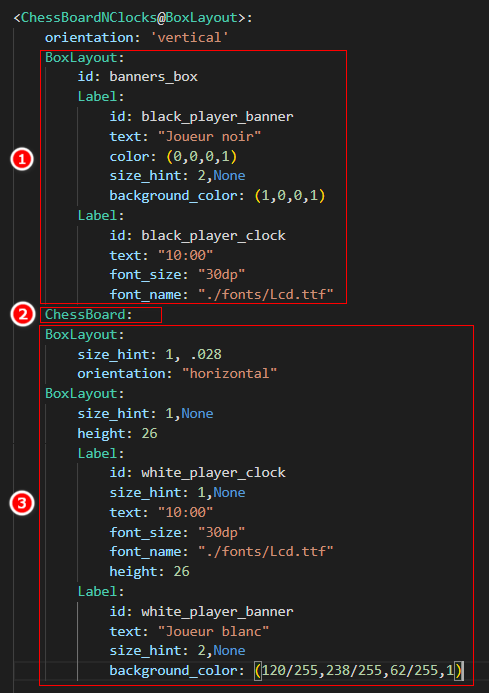 <ChessBoardNClocks@BoxLayout>:
orientation: 'vertical'
BoxLayout:
id: banners_box
Label:
id: black_player_banner
text: "Joueur noir"
1
color: (0,0,0,1)
size_hint: 2,None
background_color: (1,0,0,1)
Label:
id: black_player_clock
text: "10:00"
font_size: "30dp"
font_name: "./fonts/Lcd.ttf"
2
ChessBoard:
BoxLayout:
size_hint: 1, .028
orientation: "horizontal"
BoxLayout:
size_hint: 1,None
height: 26
Label:
id: white_player_clock
size_hint: 1,None
3
text: "10:00"
font_size: "30dp"
font_name: "./fonts/Lcd.ttf"
height: 26
Label:
id: white_player_banner
text: "Joueur blanc"
size_hint: 2,None
background_color: (120/255,238/255,62/255,1)